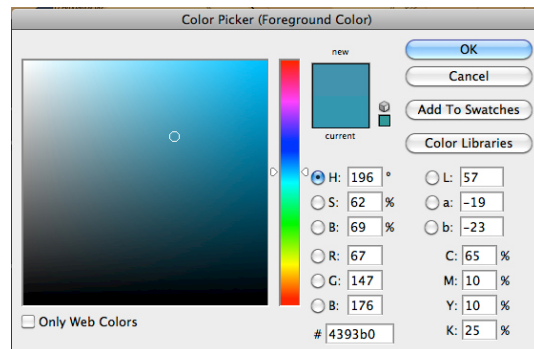 Color Picker (Foreground Color)
new
current
OK
Cancel
Add To Swatches
Color Libraries
H: 196 °
S: 62 %
B: 69 %
R: 67
G: 147
B: 176
# 4393b0
L: 57
a: -19
b: -23
C: 65 %
M: 10 %
Y: 10 %
K: 25 %
Only Web Colors